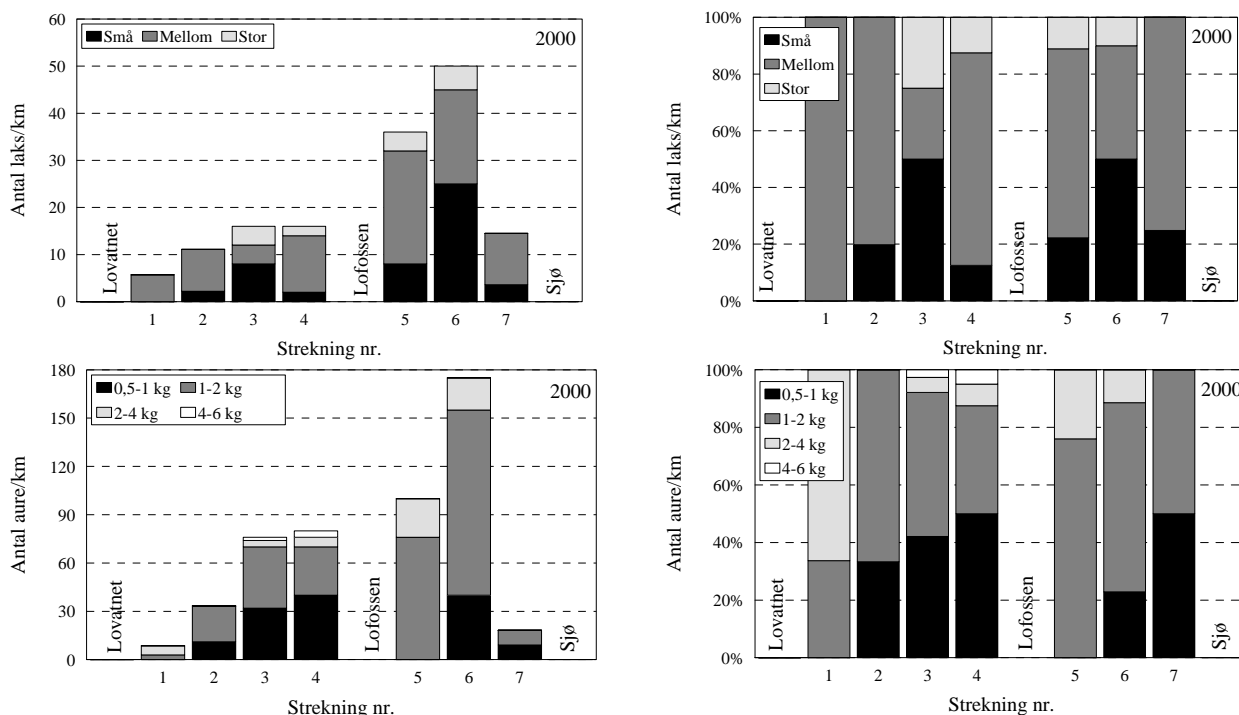 60
50
40
30
20
10
0
Antal laks/km
Små Mellom Stor
2000
Lovatnet
Lofossen
Sjø
1 2 3 4 5 6 7
Strekning nr.
100%
80%
60%
40%
20%
0%
Antal laks/km
Små
Mellom
Stor
2000
Lovatnet
Lofossen
Sjø
1 2 3 4 5 6 7
Strekning nr.
180
150
120
90
60
30
0
Antal aure/km
0,5-1 kg 1-2 kg
2-4 kg 4-6 kg
2000
Lovatnet
Lofossen
Sjø
1 2 3 4 5 6 7
Strekning nr.
100%
80%
60%
40%
20%
0%
Antal aure/km
0,5-1 kg
1-2 kg
2-4 kg
4-6 kg
2000
Lovatnet
Lofossen
Sjø
1 2 3 4 5 6 7
Strekning nr.